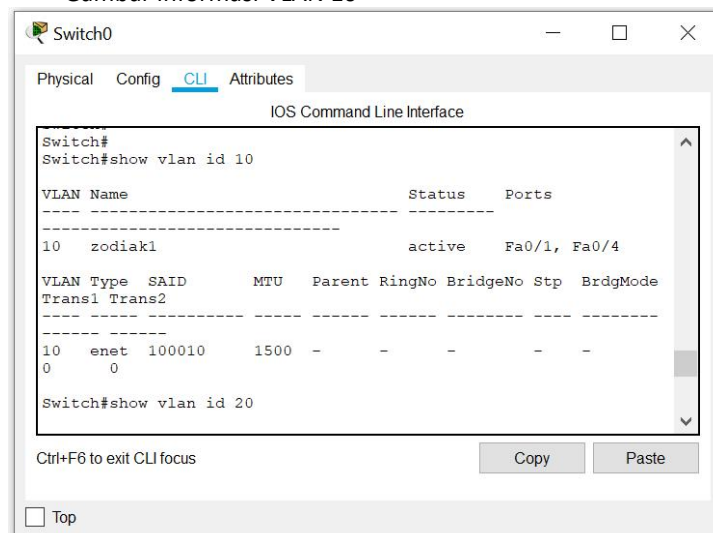 Switch0
Physical Config CLI Attributes
IOS Command Line Interface
Switch#
Switch#show vlan id 10
VLAN Name Status Ports
---- -------------------------------- ---------
-------------------------------
10 zodiak1 active Fa0/1, Fa0/4
VLAN Type SAID MTU Parent RingNo BridgeNo Stp BrdgMode
Trans1 Trans2
---- ----- ---------- ----- ------ ------ -------- ---- --------
------ ------
10 enet 100010 1500 - - - - -
0 0
Switch#show vlan id 20
Ctrl+F6 to exit CLI focus
Copy Paste
Top